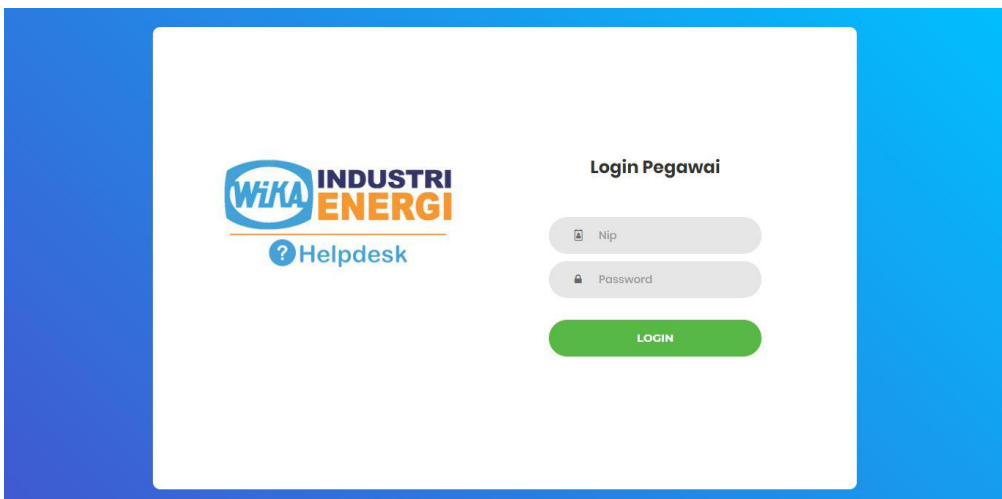 WiKA INDUSTRI
ENERGI
?Helpdesk
Login Pegawai
Nip
Password
LOGIN